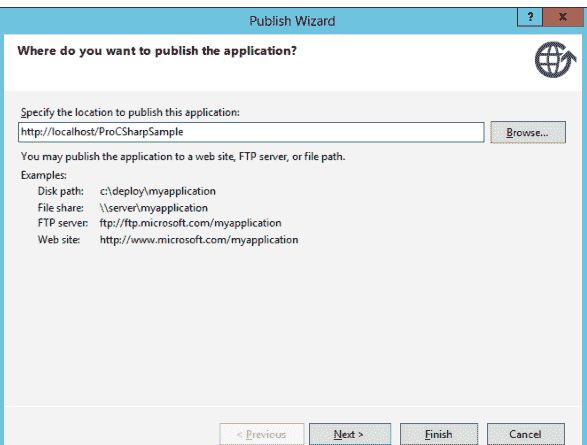 Publish Wizard
? x
Where do you want to publish the application?
Specify the location to publish this application:
http://localhost/ProCSharpSample
Browse...
You may publish the application to a web site, FTP server, or file path.
Examples:
Disk path: c:\deploy\myapplication
File share: \\server\myapplication
FTP server: ftp://ftp.microsoft.com/myapplication
Web site: http://www.microsoft.com/myapplication
< Previous Next > Finish Cancel